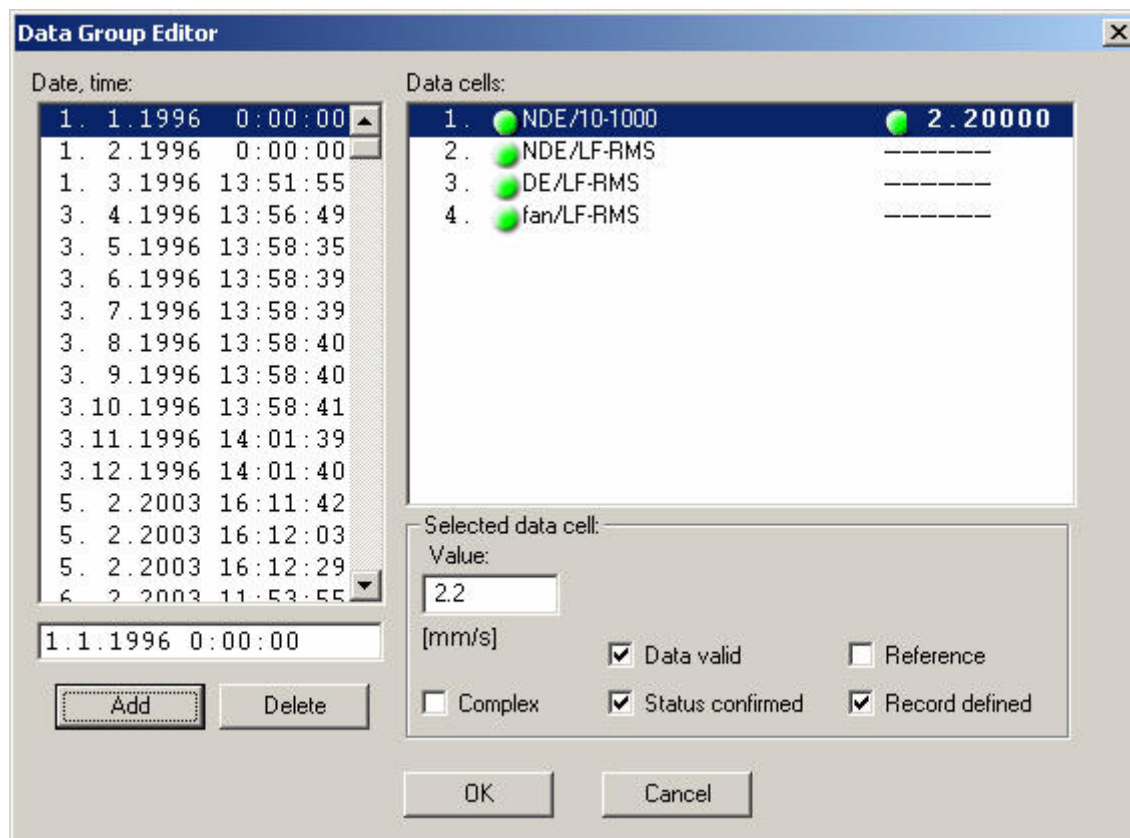 Data Group Editor
Date, time:
1. 1.1996 0:00:00
1. 2.1996 0:00:00
1. 3.1996 13:51:55
3. 4.1996 13:56:49
3. 5.1996 13:58:35
3. 6.1996 13:58:39
3. 7.1996 13:58:39
3. 8.1996 13:58:40
3. 9.1996 13:58:40
3.10.1996 13:58:41
3.11.1996 14:01:39
3.12.1996 14:01:40
5. 2.2003 16:11:42
5. 2.2003 16:12:03
5. 2.2003 16:12:29
6. 2.2003 11:53:55
1.1.1996 0:00:00
Add Delete
Data cells:
1. NDE/10-1000 2.20000
2. NDE/LF-RMS ------
3. DE/LF-RMS ------
4. fan/LF-RMS ------
Selected data cell:
Value:
2.2
[mm/s]
Data valid Reference
Complex Status confirmed Record defined
OK Cancel